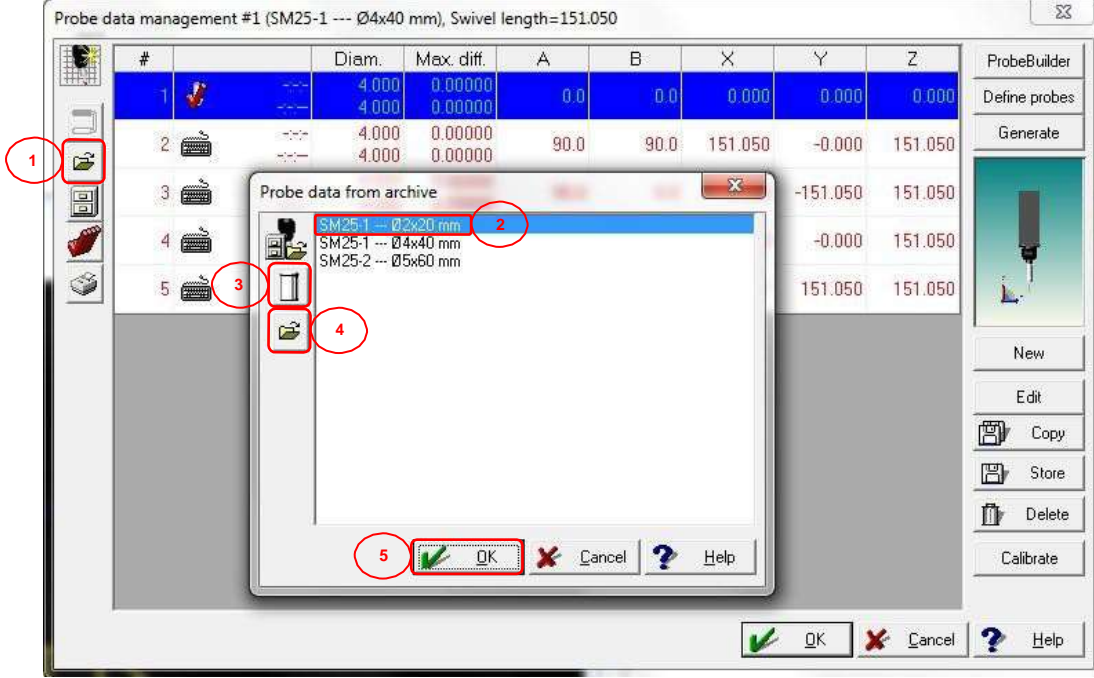 Probe data management #1 (SM25-1 --- Ø4x40 mm), Swivel length=151.050
# Diam. Max. diff. A B X Y Z
1 -:-:- 4.000 0.00000 0.0 0.0 0.000 0.000 0.000
-:-:-- 4.000 0.00000
2 -:-:- 4.000 0.00000 90.0 90.0 151.050 -0.000 151.050
-:-:-- 4.000 0.00000
3 -151.050 151.050
4 -0.000 151.050
5 151.050 151.050
ProbeBuilder
Define probes
Generate
New
Edit
Copy
Store
Delete
Calibrate
1
Probe data from archive
SM25-1 --- Ø2x20 mm 2
SM25-1 --- Ø4x40 mm
SM25-2 --- Ø5x60 mm
3
4
5 OK Cancel Help
OK Cancel Help